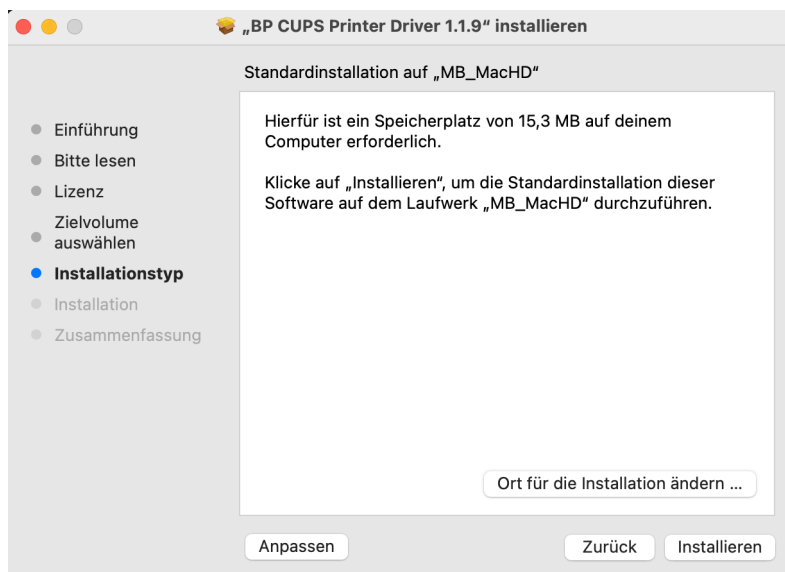 „BP CUPS Printer Driver 1.1.9“ installieren
Standardinstallation auf „MB_MacHD“
Einführung
Bitte lesen
Lizenz
Zielvolume
auswählen
Installationstyp
Installation
Zusammenfassung
Hierfür ist ein Speicherplatz von 15,3 MB auf deinem
Computer erforderlich.
Klicke auf „Installieren“, um die Standardinstallation dieser
Software auf dem Laufwerk „MB_MacHD“ durchzuführen.
Ort für die Installation ändern ...
Anpassen
Zurück
Installieren